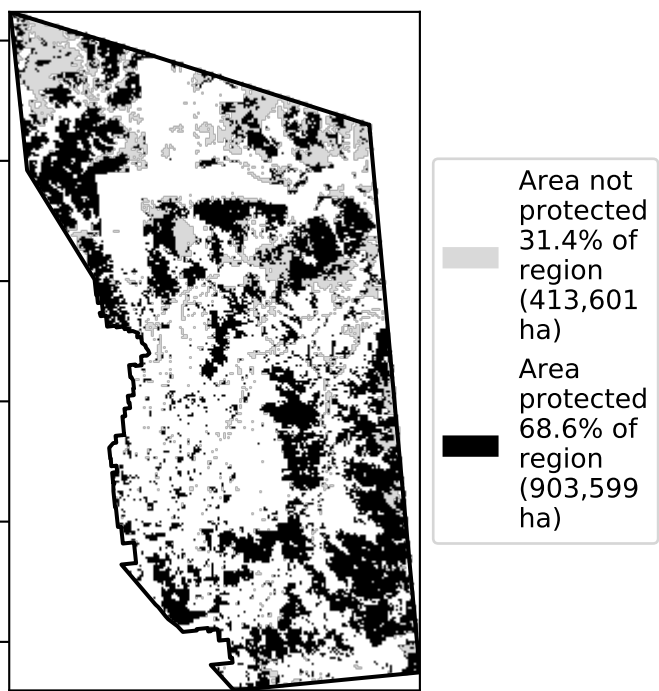 Area not
protected
31.4% of
region
(413,601
ha)
Area
protected
68.6% of
region
(903,599
ha)